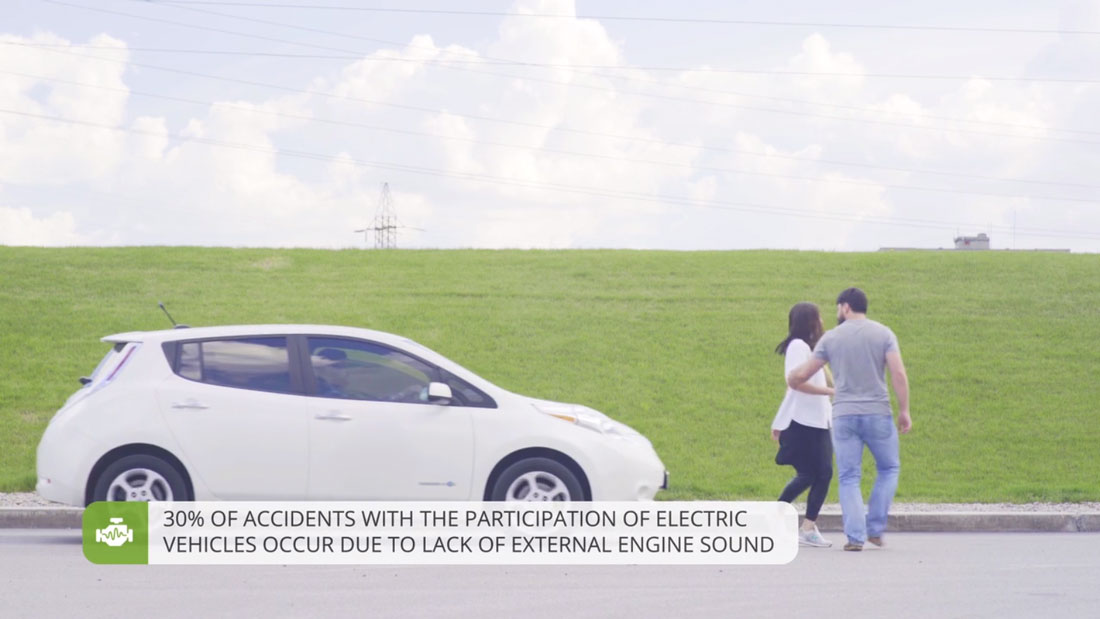 30% OF ACCIDENTS WITH THE PARTICIPATION OF ELECTRIC
VEHICLES OCCUR DUE TO LACK OF EXTERNAL ENGINE SOUND